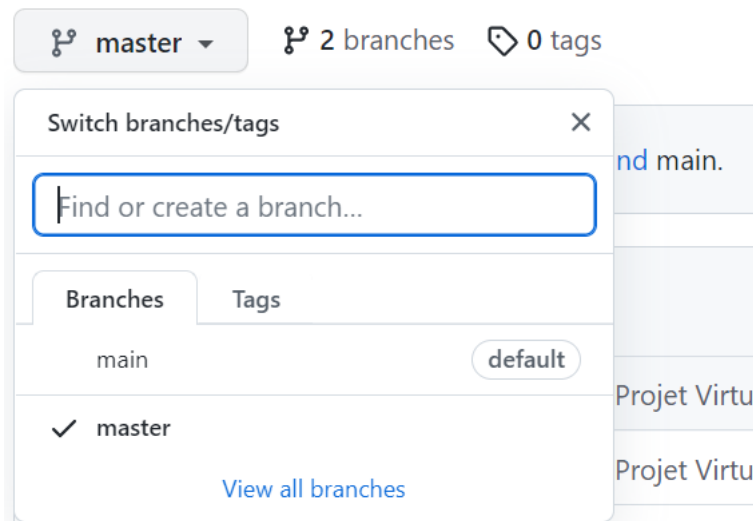 master 2 branches 0 tags
Switch branches/tags
nd main.
Find or create a branch...
Branches Tags
main default
Projet Virtu
master
Projet Virtu
View all branches